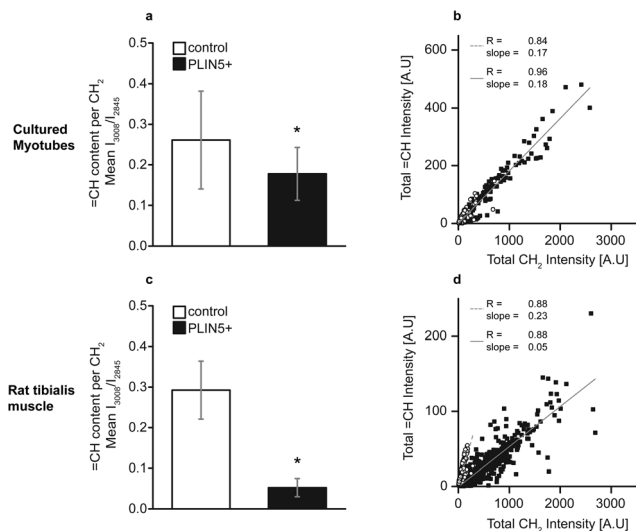 a
control
PLIN5+
0.5
0.4
0.3
0.2
0.1
0.0
=CH content per CH2
Mean I3008/I2845
*
Cultured
Myotubes
b
R = 0.84
slope = 0.17
R = 0.96
slope = 0.18
600
400
200
0
Total =CH Intensity [A.U]
0 1000 2000 3000
Total CH2 Intensity [A.U]
c
control
PLIN5+
0.5
0.4
0.3
0.2
0.1
0.0
=CH content per CH2
Mean I3008/I2845
*
Rat tibialis
muscle
d
R = 0.88
slope = 0.23
R = 0.88
slope = 0.05
200
100
0
Total =CH Intensity [A.U]
0 1000 2000 3000
Total CH2 Intensity [A.U]